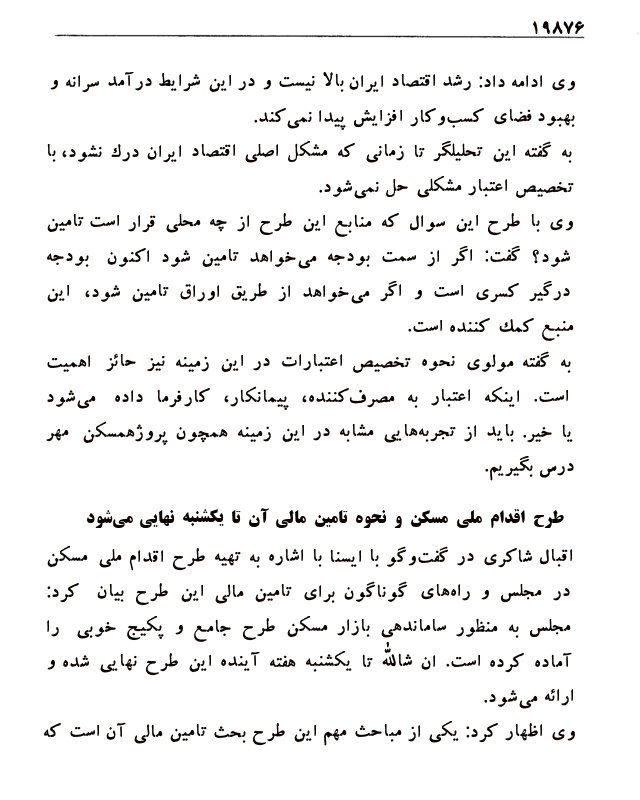 ۱۹۸۷۶
وی ادامه داد: رشد اقتصاد ایران بالا نیست و در این شرایط درآمد سرانه و
بهبود فضای کسب‌وکار افزایش پیدا نمی‌کند.
به گفته این تحلیلگر تا زمانی که مشکل اصلی اقتصاد ایران درك نشود، با
تخصیص اعتبار مشکلی حل نمی‌شود.
وی با طرح این سوال که منابع این طرح از چه محلی قرار است تامین
شود؟ گفت: اگر از سمت بودجه می‌خواهد تامین شود اکنون بودجه
درگیر کسری است و اگر می‌خواهد از طریق اوراق تامین شود، این
منبع کمك کننده است.
به گفته مولوی نحوه تخصیص اعتبارات در این زمینه نیز حائز اهمیت
است. اینکه اعتبار به مصرف‌کننده، پیمانکار، کارفرما داده می‌شود
یا خیر. باید از تجربه‌هایی مشابه در این زمینه همچون پروژهمسکن مهر
درس بگیریم.
طرح اقدام ملی مسکن و نحوه تامین مالی آن تا یکشنبه نهایی می‌شود
اقبال شاکری در گفت‌وگو با ایسنا با اشاره به تهیه طرح اقدام ملی مسکن
در مجلس و راه‌های گوناگون برای تامین مالی این طرح بیان کرد:
مجلس به منظور ساماندهی بازار مسکن طرح جامع و پکیج خوبی را
آماده کرده است. ان شالله تا یکشنبه هفته آینده این طرح نهایی شده و
ارائه می‌شود.
وی اظهار کرد: یکی از مباحث مهم این طرح بحث تامین مالی آن است که